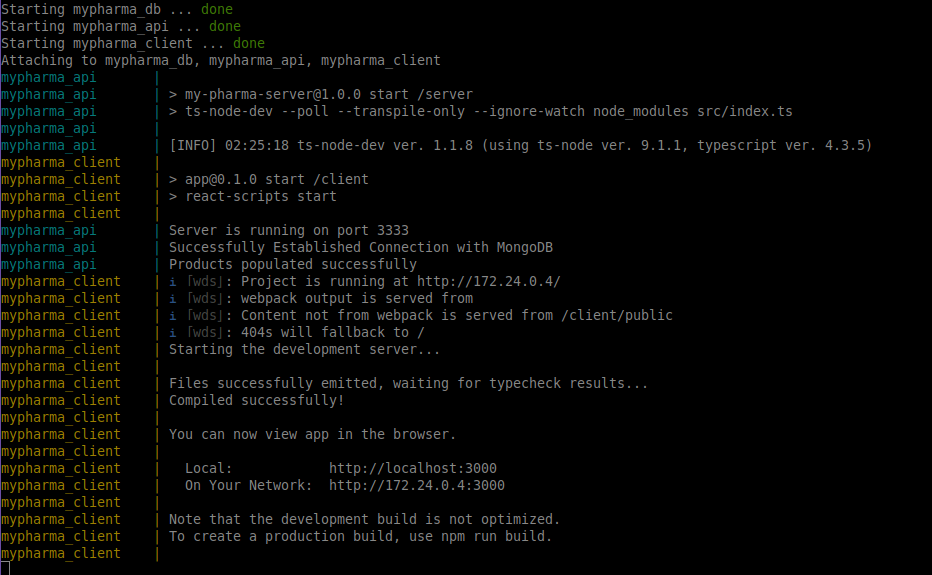 Starting mypharma_db ... done
Starting mypharma_api ... done
Starting mypharma_client ... done
Attaching to mypharma_db, mypharma_api, mypharma_client
mypharma_api       |
mypharma_api       | > my-pharma-server@1.0.0 start /server
mypharma_api       | > ts-node-dev --poll --transpile-only --ignore-watch node_modules src/index.ts
mypharma_api       |
mypharma_api       | [INFO] 02:25:18 ts-node-dev ver. 1.1.8 (using ts-node ver. 9.1.1, typescript ver. 4.3.5)
mypharma_client    |
mypharma_client    | > app@0.1.0 start /client
mypharma_client    | > react-scripts start
mypharma_client    |
mypharma_api       | Server is running on port 3333
mypharma_api       | Successfully Established Connection with MongoDB
mypharma_api       | Products populated successfully
mypharma_client    | ℹ ｢wds｣: Project is running at http://172.24.0.4/
mypharma_client    | ℹ ｢wds｣: webpack output is served from
mypharma_client    | ℹ ｢wds｣: Content not from webpack is served from /client/public
mypharma_client    | ℹ ｢wds｣: 404s will fallback to /
mypharma_client    | Starting the development server...
mypharma_client    |
mypharma_client    | Files successfully emitted, waiting for typecheck results...
mypharma_client    | Compiled successfully!
mypharma_client    |
mypharma_client    | You can now view app in the browser.
mypharma_client    |
mypharma_client    |   Local:            http://localhost:3000
mypharma_client    |   On Your Network:  http://172.24.0.4:3000
mypharma_client    |
mypharma_client    | Note that the development build is not optimized.
mypharma_client    | To create a production build, use npm run build.
mypharma_client    |